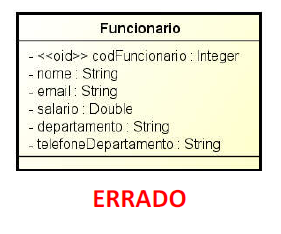 Funcionario
- <<oid>> codFuncionario : Integer
- nome : String
- email : String
- salario : Double
- departamento : String
- telefoneDepartamento : String
ERRADO